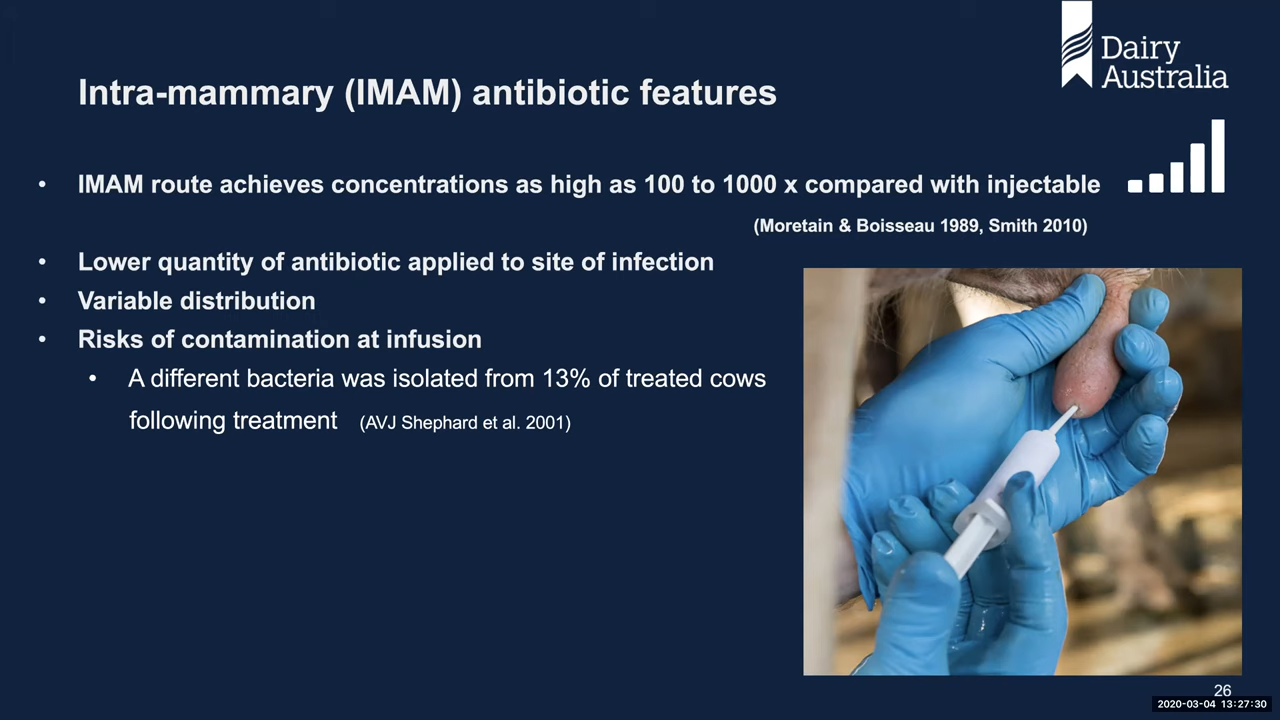 Dairy
Australia
Intra-mammary (IMAM) antibiotic features
• IMAM route achieves concentrations as high as 100 to 1000 x compared with injectable
(Moretain & Boisseau 1989, Smith 2010)
• Lower quantity of antibiotic applied to site of infection
• Variable distribution
• Risks of contamination at infusion
• A different bacteria was isolated from 13% of treated cows
following treatment (AVJ Shephard et al. 2001)
26
2020-03-04 13:27:30